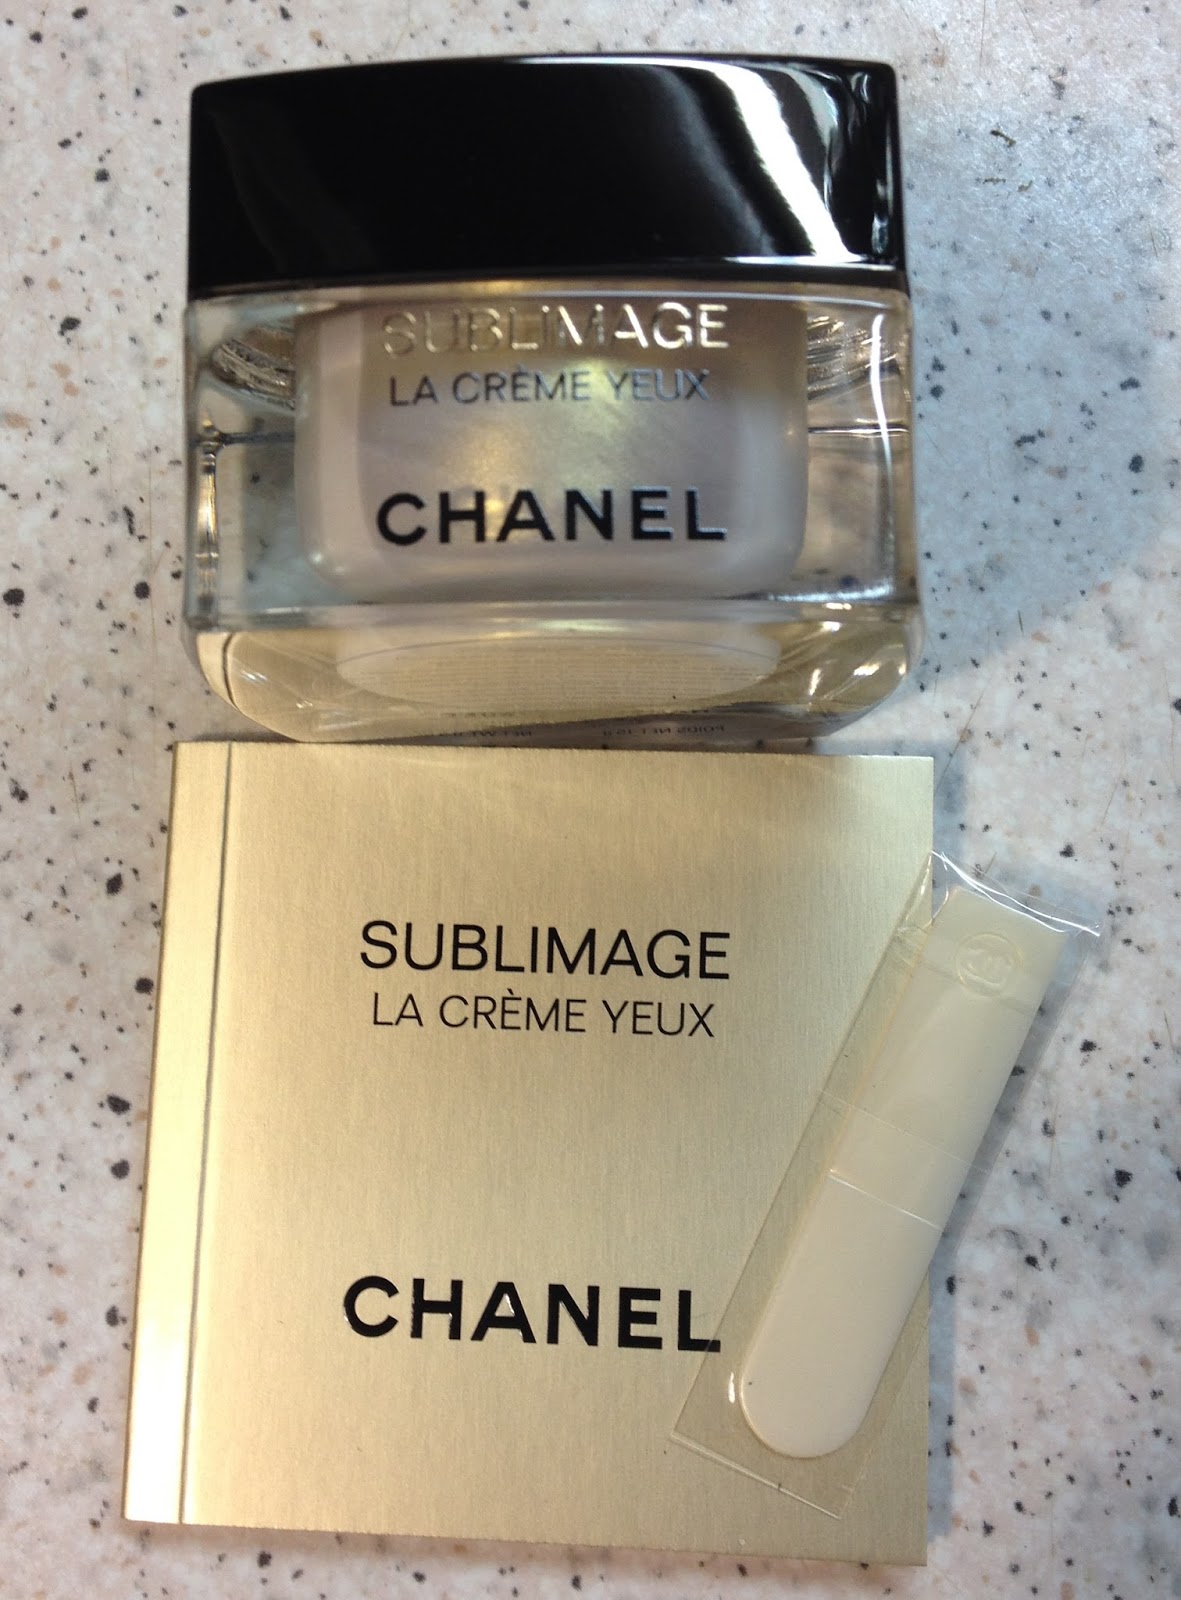 SUBLIMAGE
LA CRÈME YEUX
CHANEL
SUBLIMAGE
LA CRÈME YEUX
CHANEL